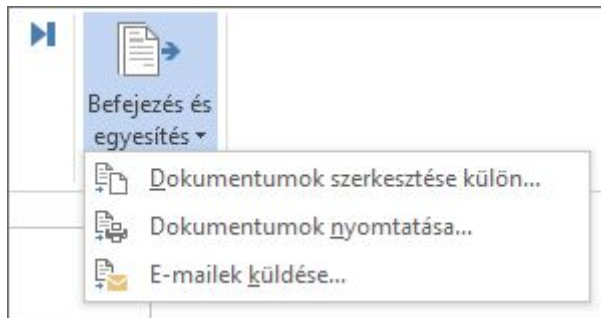 Befejezés és
egyesítés
Dokumentumok szerkesztése külön...
Dokumentumok nyomtatása...
E-mailek küldése...